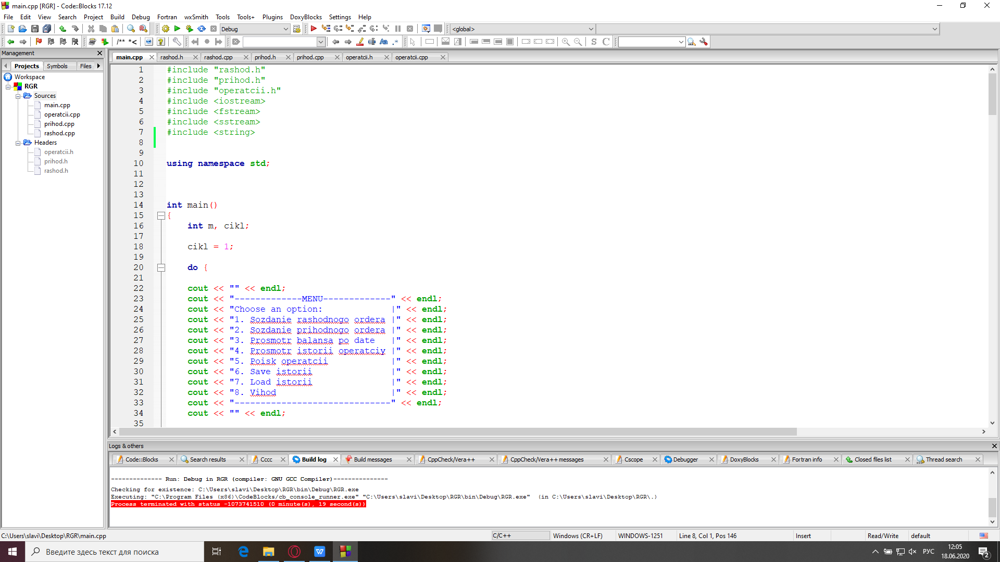 main.cpp [RGR] - Code::Blocks 17.12
File Edit View Search Project Build Debug Fortran wxSmith Tools Tools+ Plugins DoxyBlocks Settings Help
Debug
<global>
/** *<
Aa .*
S C
Management
main.cpp rashod.h rashod.cpp prihod.h prihod.cpp operatcii.h operatcii.cpp
Projects Symbols Files
Workspace
RGR
Sources
main.cpp
operatcii.cpp
prihod.cpp
rashod.cpp
Headers
operatcii.h
prihod.h
rashod.h
1 #include "rashod.h"
2 #include "prihod.h"
3 #include "operatcii.h"
4 #include <iostream>
5 #include <fstream>
6 #include <sstream>
7 #include <string>
8
9
10 using namespace std;
11
12
13
14 int main()
15 {
16 int m, cikl;
17
18 cikl = 1;
19
20 do {
21
22 cout << "" << endl;
23 cout << "-------------MENU-------------" << endl;
24 cout << "Choose an option:             |" << endl;
25 cout << "1. Sozdanie rashodnogo ordera |" << endl;
26 cout << "2. Sozdanie prihodnogo ordera |" << endl;
27 cout << "3. Prosmotr balansa po date   |" << endl;
28 cout << "4. Prosmotr istorii operatciy |" << endl;
29 cout << "5. Poisk operatcii            |" << endl;
30 cout << "6. Save istorii               |" << endl;
31 cout << "7. Load istorii               |" << endl;
32 cout << "8. Vihod                      |" << endl;
33 cout << "------------------------------" << endl;
34 cout << "" << endl;
35
Logs & others
Code::Blocks Search results Cccc Build log Build messages CppCheck/Vera++ CppCheck/Vera++ messages Cscope Debugger DoxyBlocks Fortran info Closed files list Thread search
-------------- Run: Debug in RGR (compiler: GNU GCC Compiler)---------------
Checking for existence: C:\Users\slavi\Desktop\RGR\bin\Debug\RGR.exe
Executing: "C:\Program Files (x86)\CodeBlocks/cb_console_runner.exe" "C:\Users\slavi\Desktop\RGR\bin\Debug\RGR.exe"  (in C:\Users\slavi\Desktop\RGR\.)
Process terminated with status -1073741510 (0 minute(s), 19 second(s))
C:\Users\slavi\Desktop\RGR\main.cpp C/C++ Windows (CR+LF) WINDOWS-1251 Line 8, Col 1, Pos 146 Insert Read/Write default
Введите здесь текст для поиска
РУС
12:05
18.06.2020
2